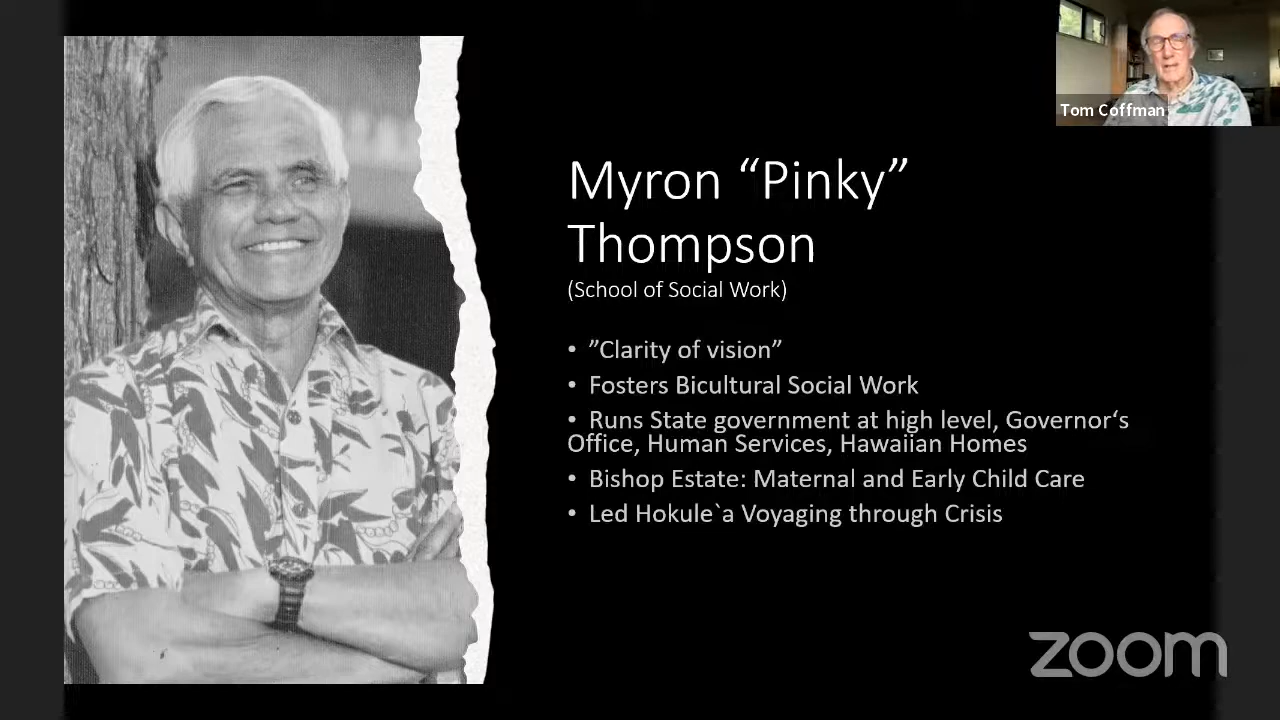 Tom Coffman
Myron “Pinky”
Thompson
(School of Social Work)
• ”Clarity of vision”
• Fosters Bicultural Social Work
• Runs State government at high level, Governor‘s
Office, Human Services, Hawaiian Homes
• Bishop Estate: Maternal and Early Child Care
• Led Hokule`a Voyaging through Crisis
zoom